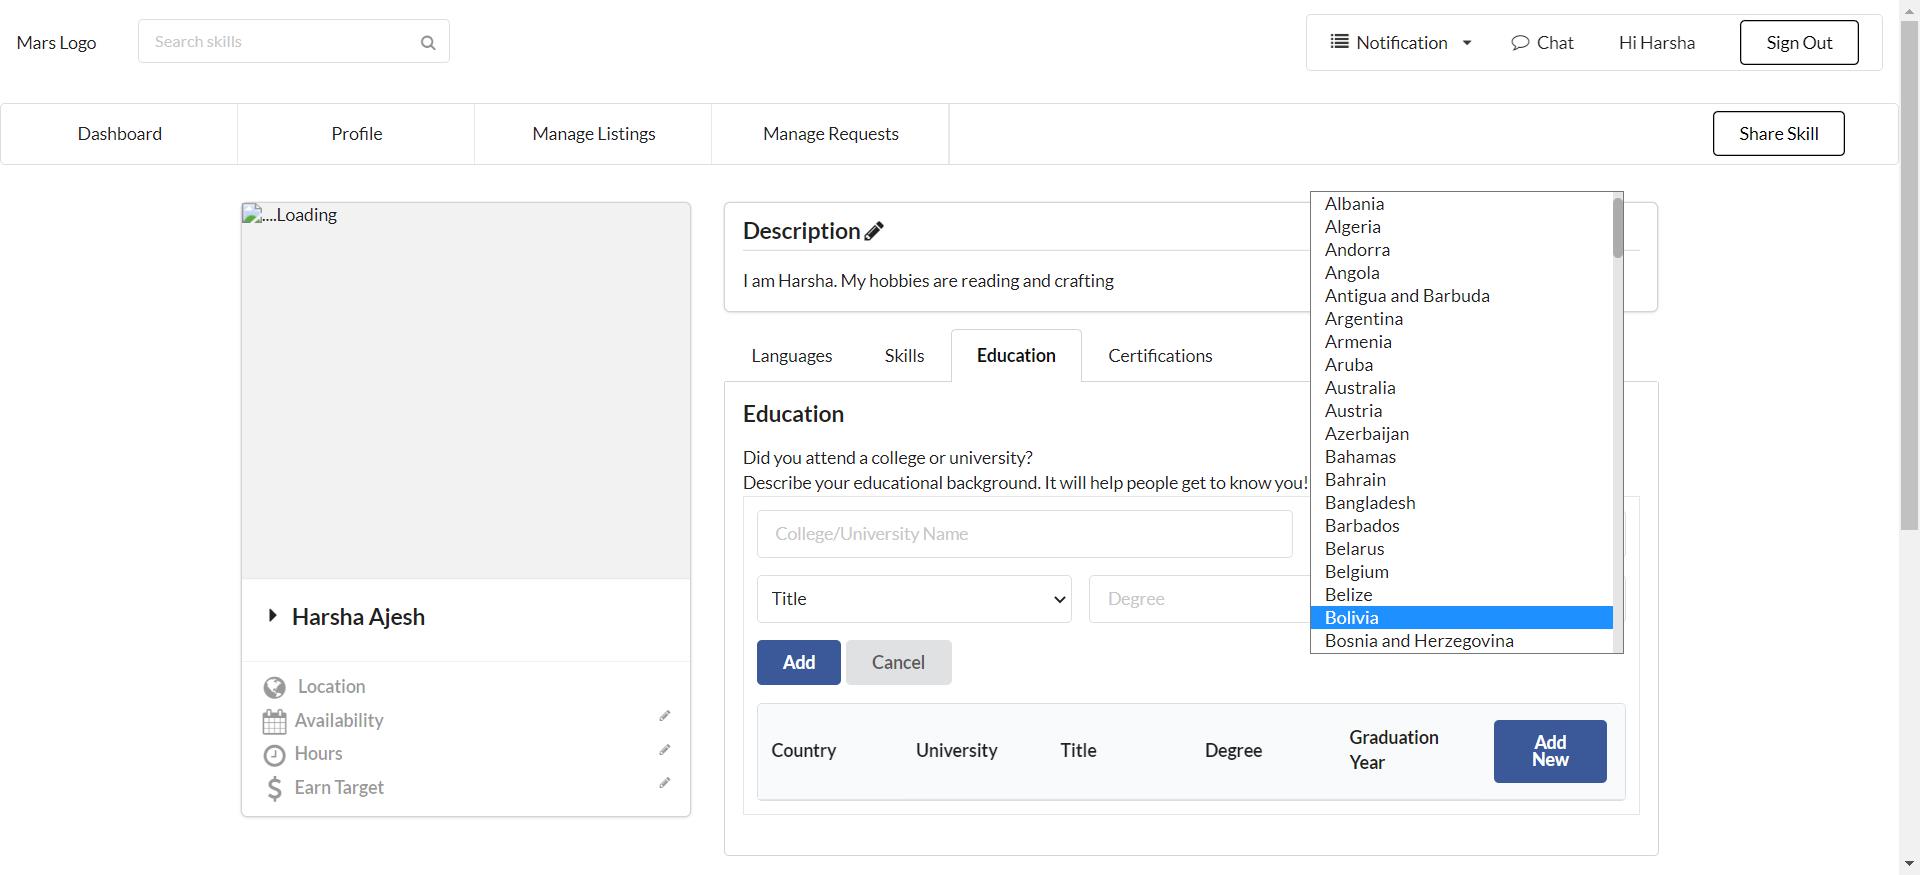 Mars Logo
Search skills
Notification
Chat
Hi Harsha
Sign Out
Dashboard
Profile
Manage Listings
Manage Requests
Share Skill
....Loading
Harsha Ajesh
Location
Availability
Hours
Earn Target
Description
I am Harsha. My hobbies are reading and crafting
Languages
Skills
Education
Certifications
Education
Did you attend a college or university?
Describe your educational background. It will help people get to know you!
College/University Name
Title
Degree
Albania
Algeria
Andorra
Angola
Antigua and Barbuda
Argentina
Armenia
Aruba
Australia
Austria
Azerbaijan
Bahamas
Bahrain
Bangladesh
Barbados
Belarus
Belgium
Belize
Bolivia
Bosnia and Herzegovina
Add
Cancel
Country
University
Title
Degree
Graduation
Year
Add
New